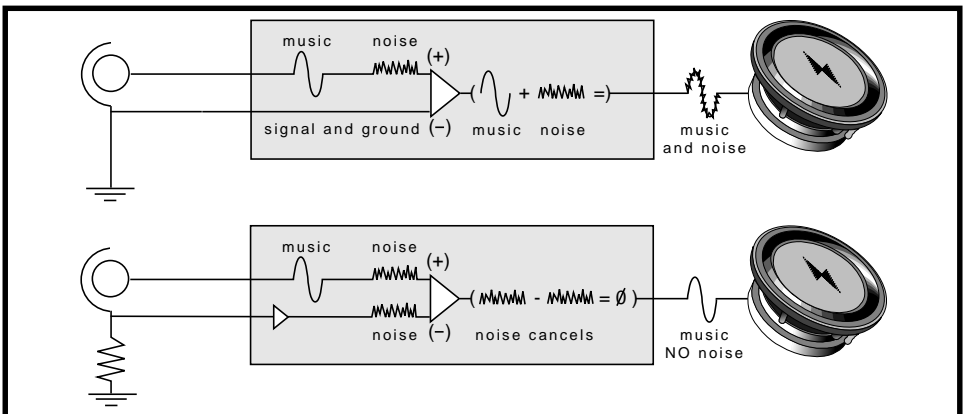 music noise
(+)
( + =)
signal and ground (−) music noise
music
and noise
music noise
(+)
( - = Ø )
noise (−) noise cancels
music
NO noise